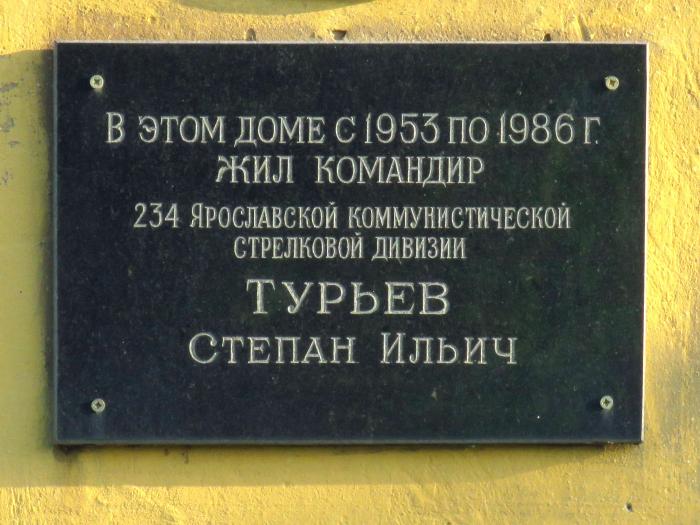 В ЭТОМ ДОМЕ С 1953 ПО 1986 Г.
ЖИЛ КОМАНДИР
234 ЯРОСЛАВСКОЙ КОММУНИСТИЧЕСКОЙ
СТРЕЛКОВОЙ ДИВИЗИИ
ТУРЬЕВ
СТЕПАН ИЛЬИЧ